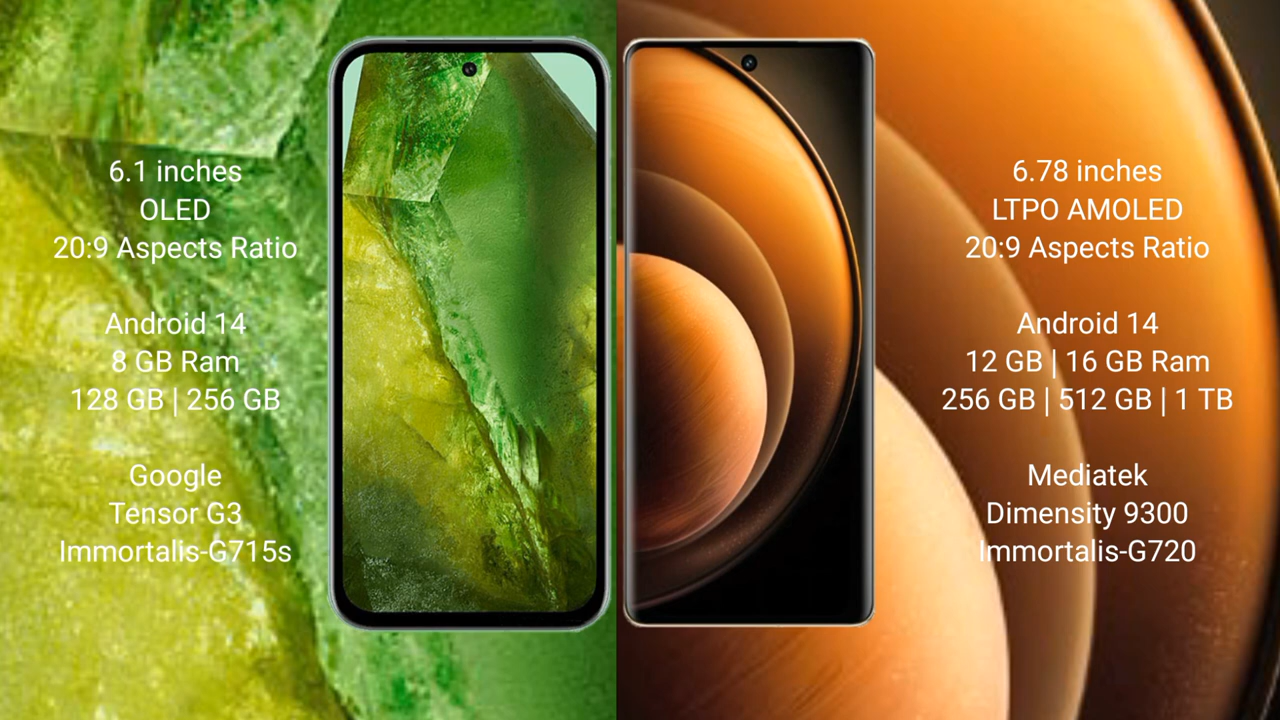 6.1 inches
OLED
20:9 Aspects Ratio
Android 14
8 GB Ram
128 GB | 256 GB
Google
Tensor G3
Immortalis-G715s
6.78 inches
LTPO AMOLED
20:9 Aspects Ratio
Android 14
12 GB | 16 GB Ram
256 GB | 512 GB | 1 TB
Mediatek
Dimensity 9300
Immortalis-G720